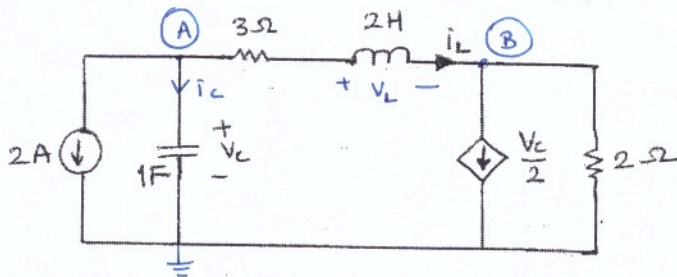 A 3Ω 2H iL B
ic + VL −
2A 1F + Vc − Vc/2 2Ω